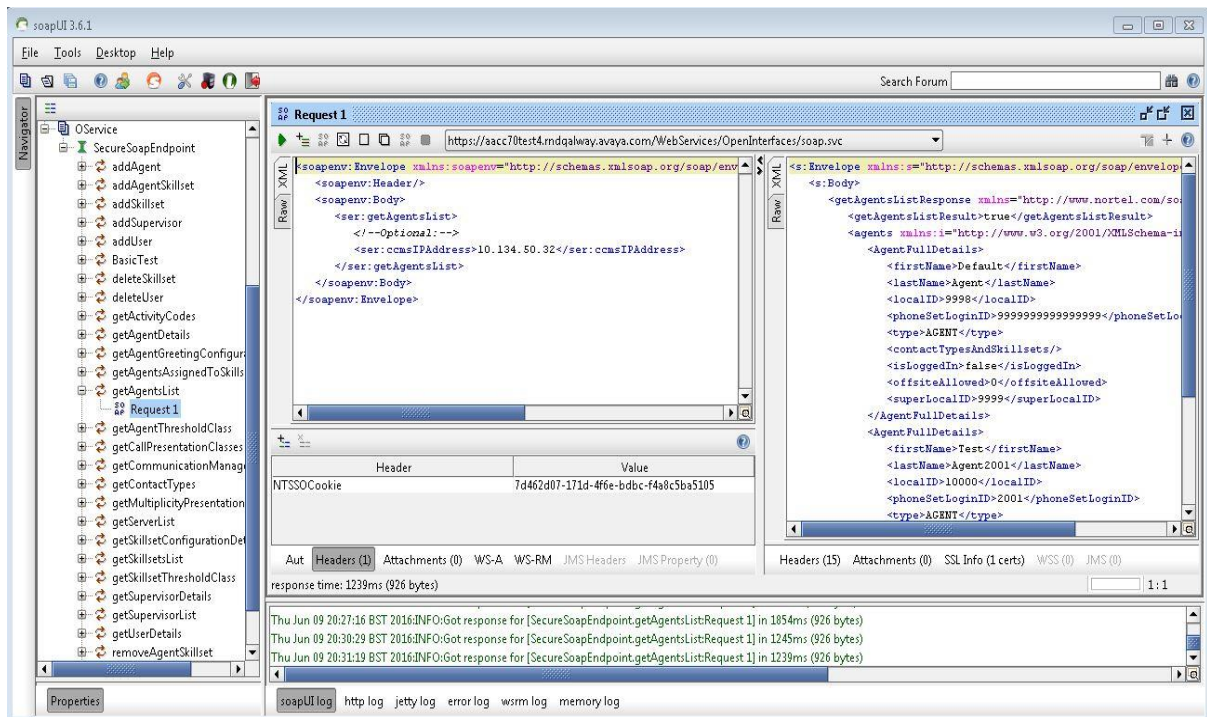 soapUI 3.6.1
File Tools Desktop Help
Search Forum
Navigator
OService
SecureSoapEndpoint
addAgent
addAgentSkillset
addSkillset
addSupervisor
addUser
BasicTest
deleteSkillset
deleteUser
getActivityCodes
getAgentDetails
getAgentGreetingConfigur
getAgentsAssignedToSkills
getAgentsList
Request 1
getAgentThresholdClass
getCallPresentationClasses
getCommunicationManag
getContactTypes
getMultiplicityPresentation
getServerList
getSkillsetConfigurationDet
getSkillsetsList
getSkillsetThresholdClass
getSupervisorDetails
getSupervisorList
getUserDetails
removeAgentSkillset
Properties
Request 1
https://aacc70test4.rndgalway.avaya.com/WebServices/OpenInterfaces/soap.svc
XML
Raw
<soapenv:Envelope xmlns:soapenv="http://schemas.xmlsoap.org/soap/env
<soapenv:Header/>
<soapenv:Body>
<ser:getAgentsList>
<!--Optional:-->
<ser:ccmsIPAddress>10.134.50.32</ser:ccmsIPAddress>
</ser:getAgentsList>
</soapenv:Body>
</soapenv:Envelope>
Header Value
NTSSOCookie 7d462d07-171d-4f6e-bdbc-f4a8c5ba5105
Aut Headers (1) Attachments (0) WS-A WS-RM JMS Headers JMS Property (0)
response time: 1239ms (926 bytes)
XML
Raw
<s:Envelope xmlns:s="http://schemas.xmlsoap.org/soap/envelop
<s:Body>
<getAgentsListResponse xmlns="http://www.nortel.com/so
<getAgentsListResult>true</getAgentsListResult>
<agents xmlns:i="http://www.w3.org/2001/XMLSchema-i
<AgentFullDetails>
<firstName>Default</firstName>
<lastName>Agent</lastName>
<localID>9998</localID>
<phoneSetLoginID>9999999999999999</phoneSetLo
<type>AGENT</type>
<contactTypesAndSkillsets/>
<isLoggedIn>false</isLoggedIn>
<offsiteAllowed>0</offsiteAllowed>
<superLocalID>9999</superLocalID>
</AgentFullDetails>
<AgentFullDetails>
<firstName>Test</firstName>
<lastName>Agent2001</lastName>
<localID>10000</localID>
<phoneSetLoginID>2001</phoneSetLoginID>
<type>AGENT</type>
Headers (15) Attachments (0) SSL Info (1 certs) WSS (0) JMS (0)
1:1
Thu Jun 09 20:27:16 BST 2016:INFO:Got response for [SecureSoapEndpoint.getAgentsList:Request 1] in 1854ms (926 bytes)
Thu Jun 09 20:30:29 BST 2016:INFO:Got response for [SecureSoapEndpoint.getAgentsList:Request 1] in 1245ms (926 bytes)
Thu Jun 09 20:31:19 BST 2016:INFO:Got response for [SecureSoapEndpoint.getAgentsList:Request 1] in 1239ms (926 bytes)
soapUI log http log jetty log error log wsrm log memory log